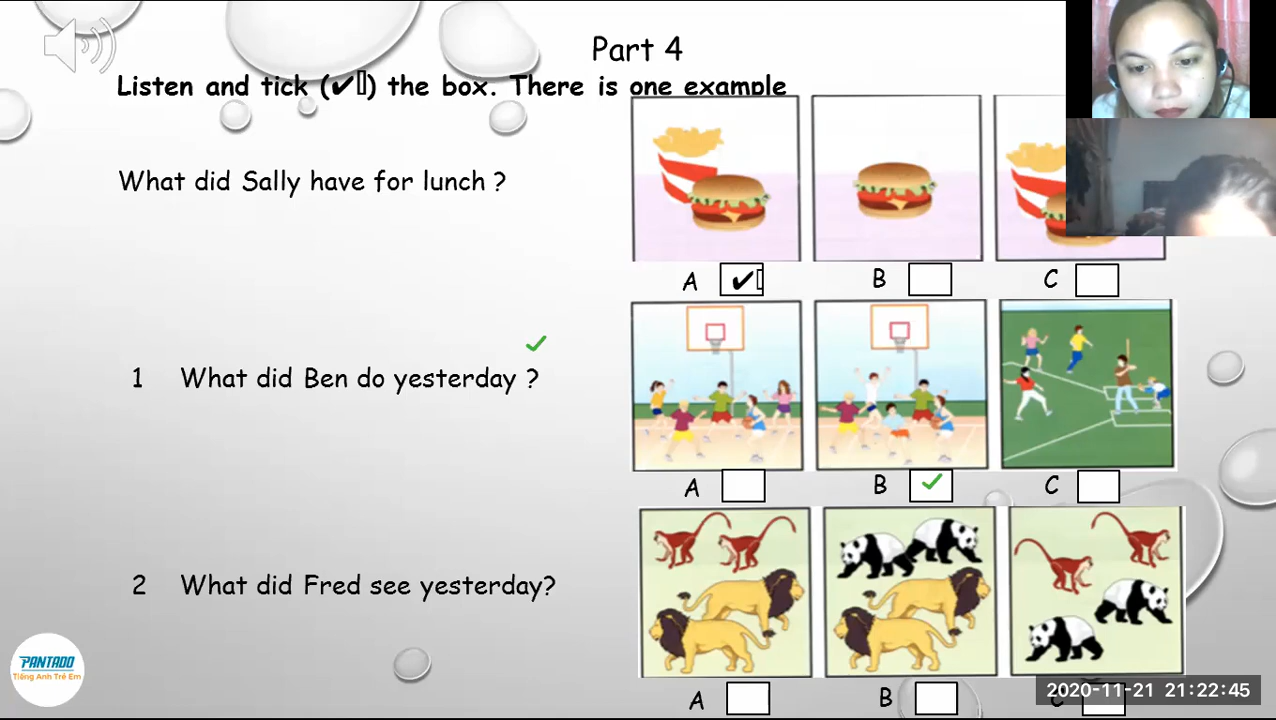 Part 4
Listen and tick (✔▯) the box. There is one example
What did Sally have for lunch ?
A ✔▯ B C
1 What did Ben do yesterday ?
A B ✓ C
2 What did Fred see yesterday?
A B C
PANTADO
Tiếng Anh Trẻ Em
2020-11-21 21:22:45